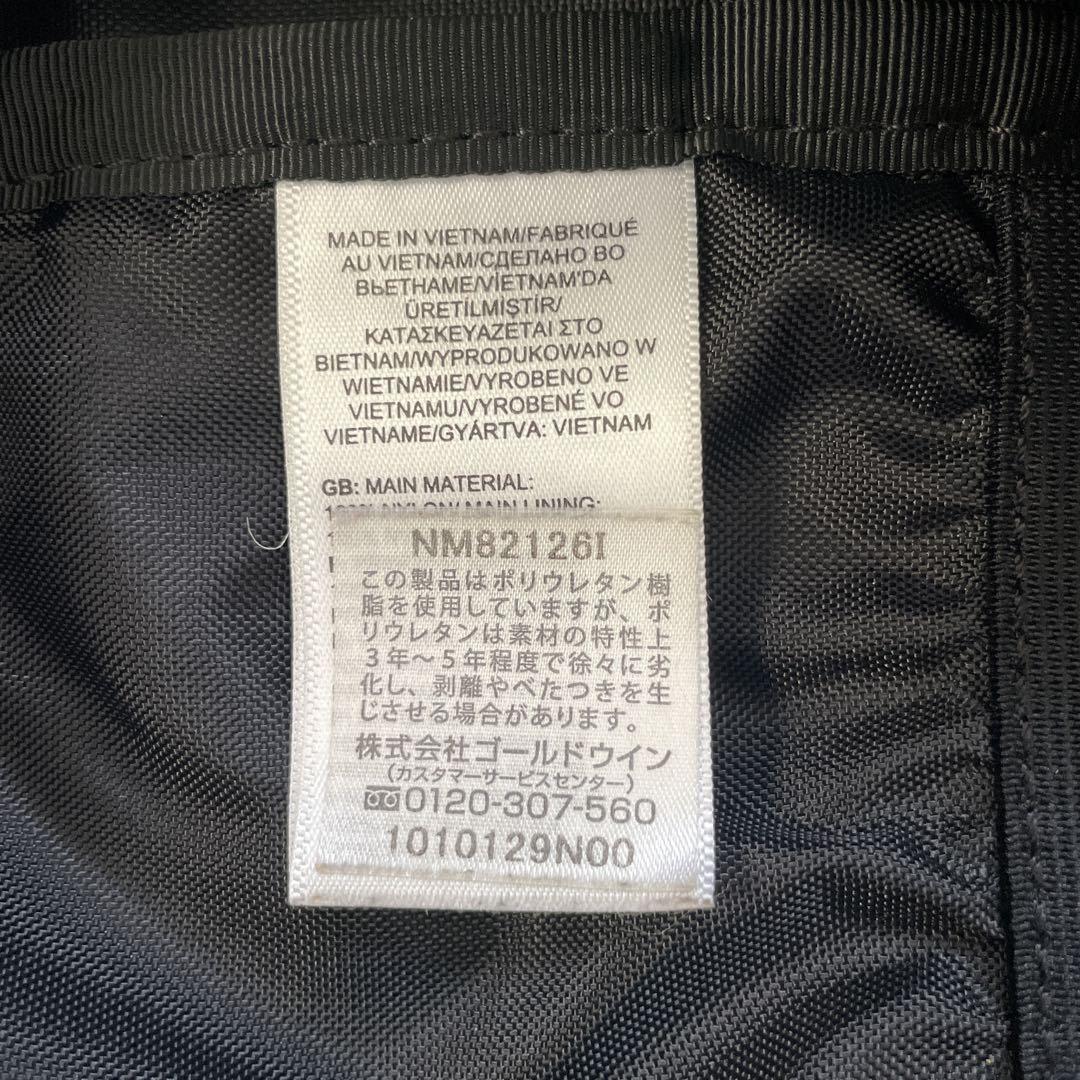 MADE IN VIETNAM/FABRIQUÉ
AU VIETNAM/СДЕЛАНО ВО
ВЬЕТНАМЕ/VİETNAM'DA
ÜRETİLMİŞTİR/
ΚΑΤΑΣΚΕΥΑΖΕΤΑΙ ΣΤΟ
ΒΙΕΤΝΑΜ/WYPRODUKOWANO W
WIETNAMIE/VYROBENO VE
VIETNAMU/VYROBENÉ VO
VIETNAME/GYÁRTVA: VIETNAM
GB: MAIN MATERIAL:
NYLON/MAIN LINING:
NM82126I
この製品はポリウレタン樹
脂を使用していますが、ポ
リウレタンは素材の特性上
3年～5年程度で徐々に劣
化し、剥離やべたつきを生
じさせる場合があります。
株式会社ゴールドウイン
(カスタマーサービスセンター)
0120-307-560
1010129N00